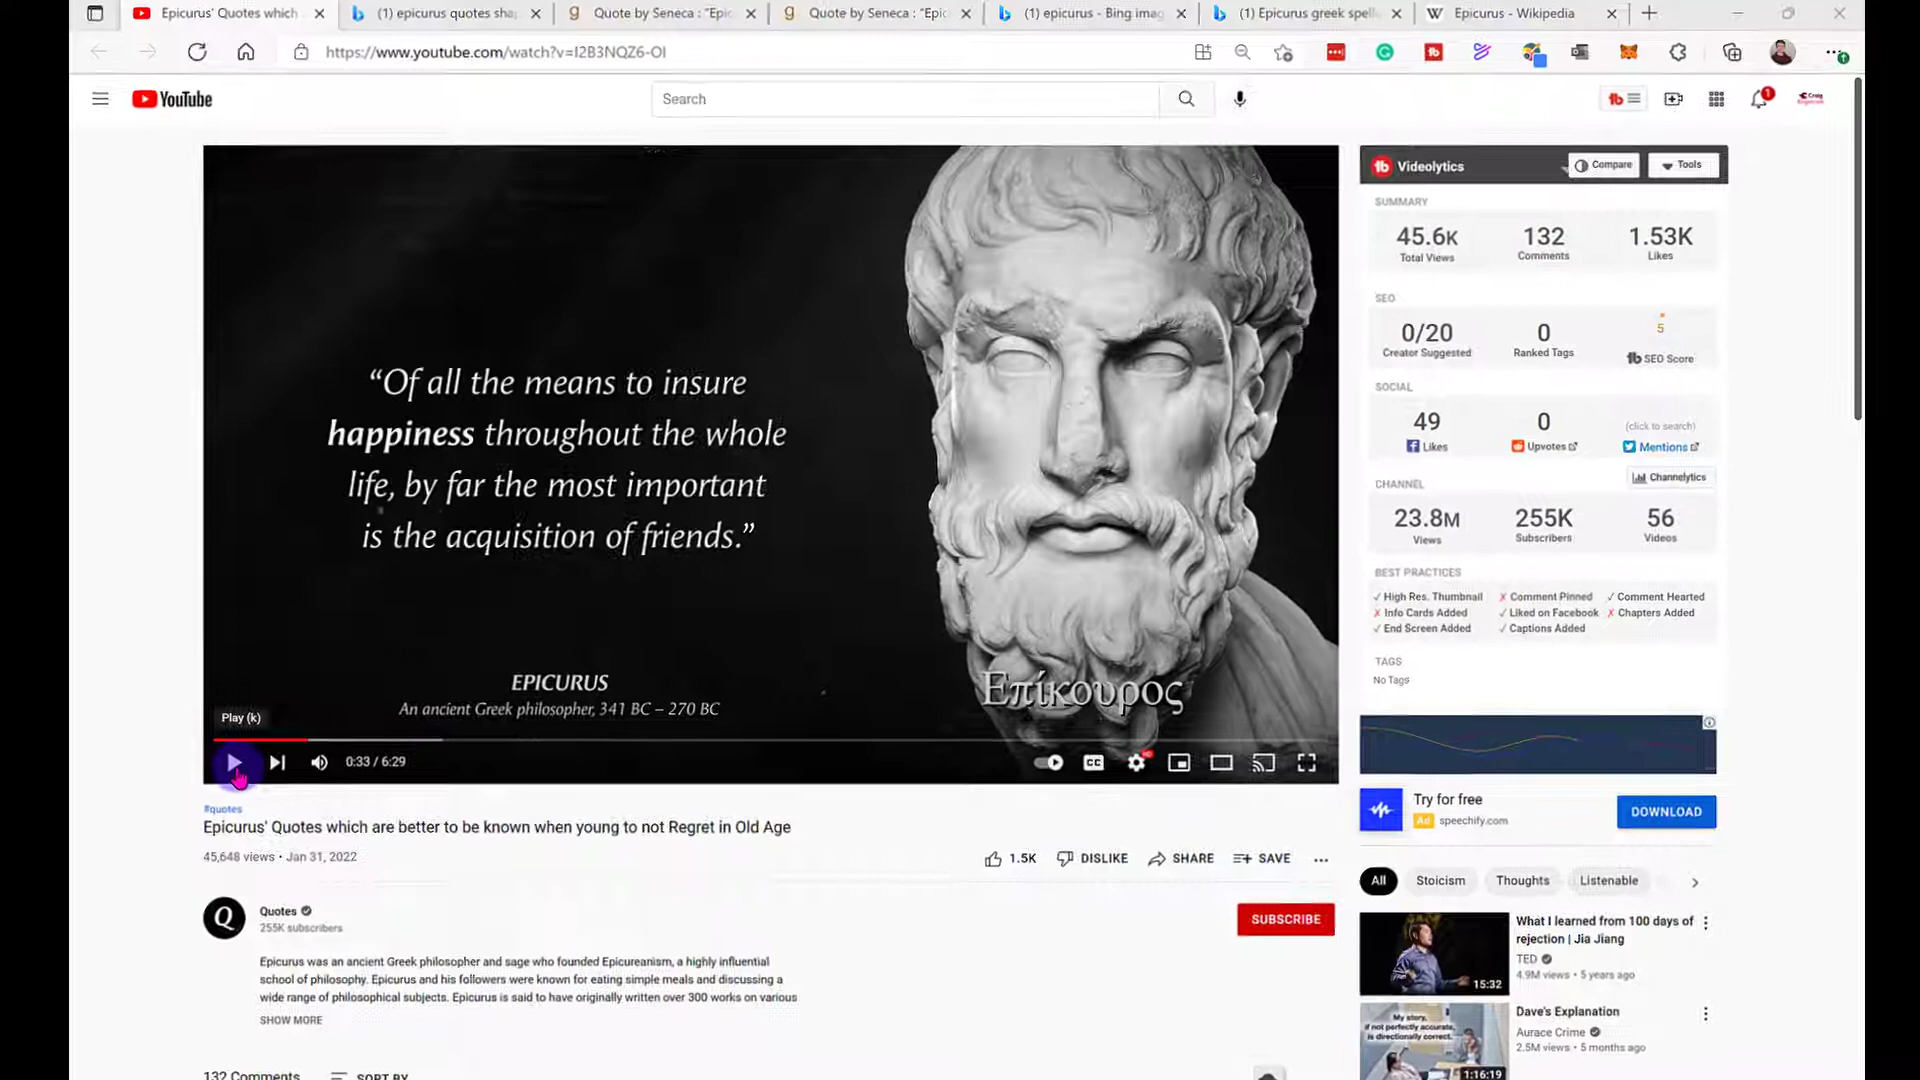 Epicurus' Quotes which
(1) epicurus quotes sha
Quote by Seneca : "Epic
Quote by Seneca : "Epic
(1) epicurus - Bing imag
(1) Epicurus greek spell
Epicurus - Wikipedia
https://www.youtube.com/watch?v=I2B3NQZ6-OI
YouTube
Search
1
Videolytics
Compare
Tools
SUMMARY
45.6K
132
1.53K
Total Views
Comments
Likes
SEO
0/20
0
5
Creator Suggested
Ranked Tags
SEO Score
SOCIAL
49
0
(click to search)
Likes
Upvotes
Mentions
CHANNEL
Channelytics
23.8M
255K
56
Views
Subscribers
Videos
BEST PRACTICES
✓ High Res. Thumbnail
✗ Comment Pinned
✓ Comment Hearted
✗ Info Cards Added
✓ Liked on Facebook
✗ Chapters Added
✓ End Screen Added
✓ Captions Added
TAGS
No Tags
“Of all the means to insure
happiness throughout the whole
life, by far the most important
is the acquisition of friends.”
EPICURUS
An ancient Greek philosopher, 341 BC – 270 BC
Επίκουρος
Play (k)
0:33 / 6:29
CC
HD
#quotes
Epicurus' Quotes which are better to be known when young to not Regret in Old Age
45,648 views • Jan 31, 2022
1.5K
DISLIKE
SHARE
SAVE
Q
Quotes
255K subscribers
SUBSCRIBE
Epicurus was an ancient Greek philosopher and sage who founded Epicureanism, a highly influential
school of philosophy. Epicurus and his followers were known for eating simple meals and discussing a
wide range of philosophical subjects. Epicurus is said to have originally written over 300 works on various
SHOW MORE
132 Comments
SORT BY
Try for free
Ad speechify.com
DOWNLOAD
All
Stoicism
Thoughts
Listenable
What I learned from 100 days of
rejection | Jia Jiang
TED
4.9M views • 5 years ago
15:32
Dave's Explanation
Aurace Crime
2.5M views • 5 months ago
My story,
if not perfectly accurate,
is directionally correct.
1:16:19